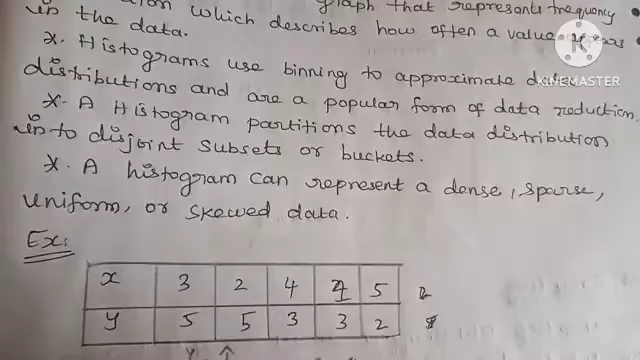 graph that represents frequency
which describes how often a value
in the data.
x. Histograms use binning to approximate data
distributions and are a popular form of data reduction.
x. A Histogram partitions the data distribution
in to disjoint subsets or buckets.
x. A histogram can represent a dense, sparse,
uniform, or skewed data.
Ex:
x 3 2 4 5
y 5 5 3 3 2
KINEMASTER